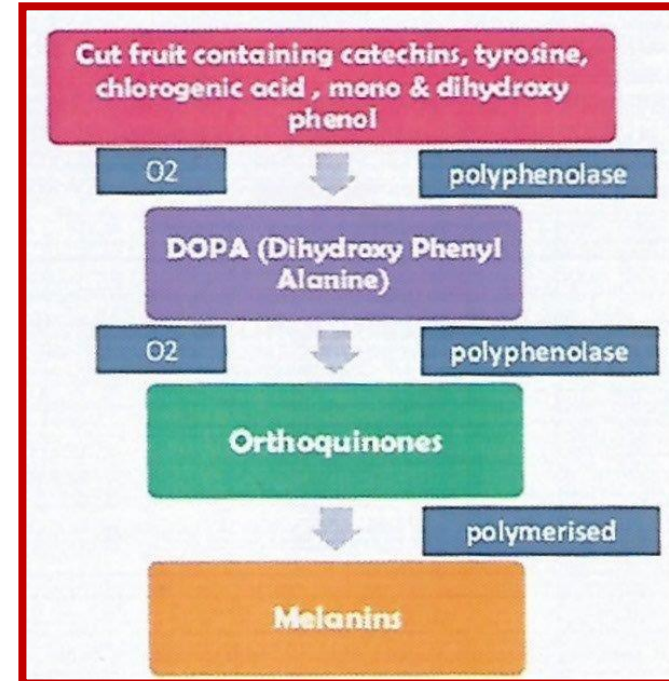 Cut fruit containing catechins, tyrosine,
chlorogenic acid , mono & dihydroxy
phenol
O2
polyphenolase
DOPA (Dihydroxy Phenyl
Alanine)
O2
polyphenolase
Orthoquinones
polymerised
Melanins